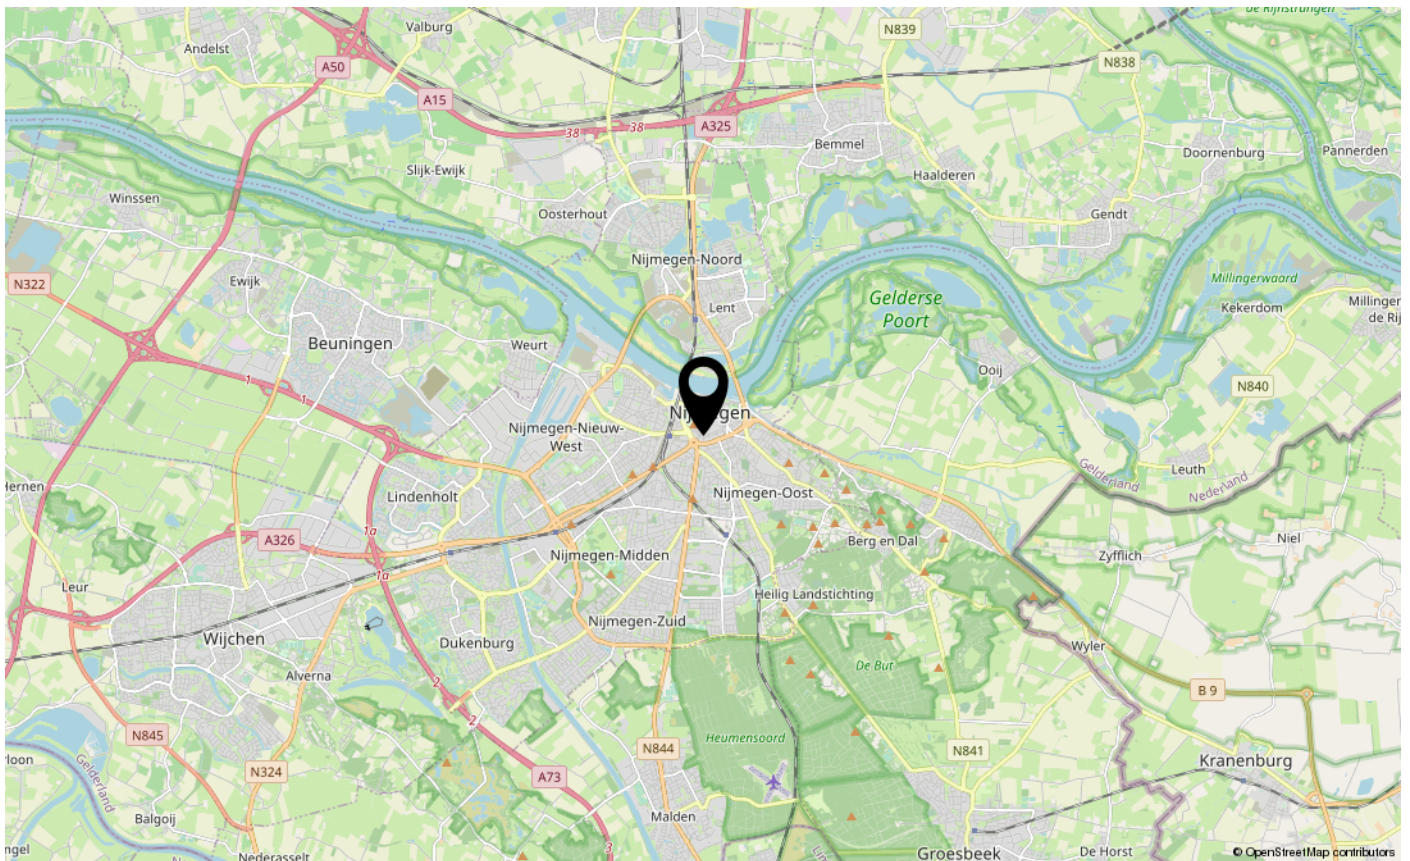 de Rijnstrangen
Valburg
N839
Andelst
A50
N838
A15
38
38
A325
Bemmel
Doornenburg
Pannerden
Slijk-Ewijk
Haalderen
Winssen
Oosterhout
Gendt
Nijmegen-Noord
Ewijk
N322
Millingerwaard
Gelderse
Poort
Lent
Kekerdom
Millingen
de Rij
Beuningen
Weurt
Ooij
1
N840
Nijmegen-Nieuw-
West
1
Leuth
Gelderland
Nederland
Hernen
Lindenholt
Nijmegen-Oost
1a
A326
Berg en Dal
Niel
Nijmegen-Midden
Zyfflich
1a
Leur
Heilig Landstichting
Nijmegen-Zuid
Wijchen
Dukenburg
Wyler
De But
Alverna
2
B 9
2
N845
Heumensoord
N844
N841
Kranenburg
Gelderland
N324
A73
Balgoij
Malden
3
Nederasselt
Groesbeek
De Horst
© OpenStreetMap contributors